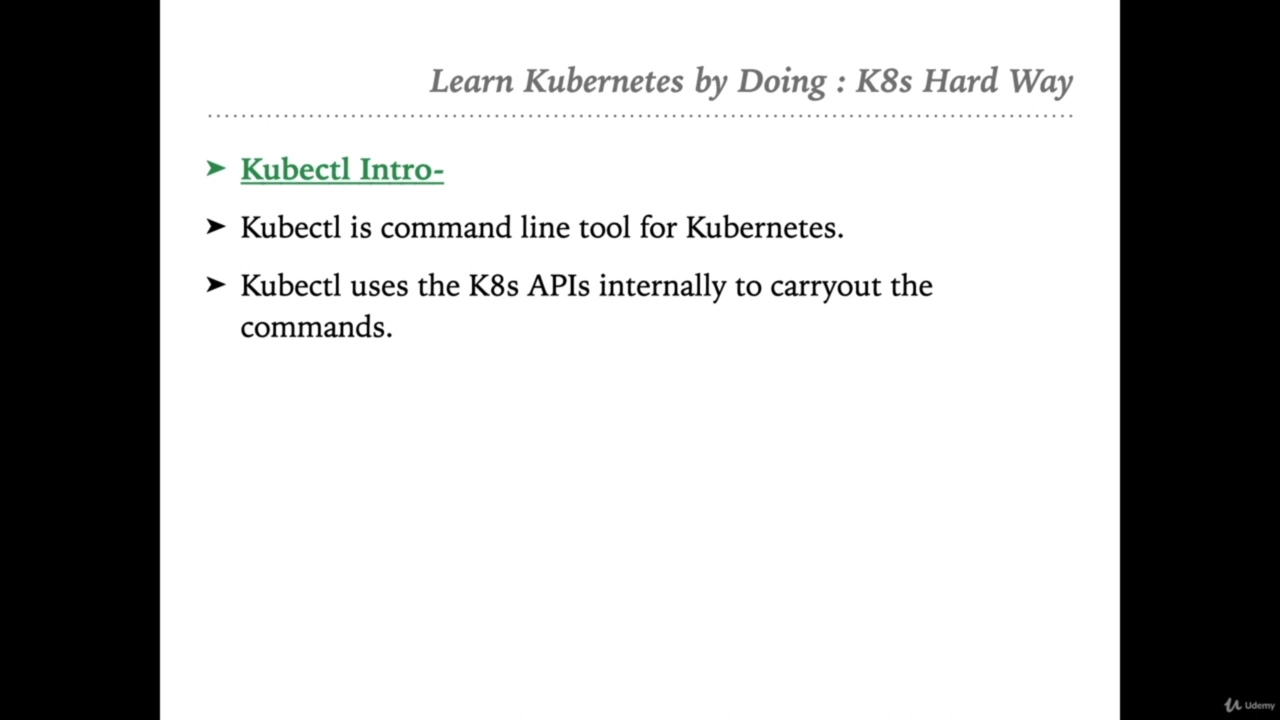 Learn Kubernetes by Doing : K8s Hard Way
➤ Kubectl Intro-
➤ Kubectl is command line tool for Kubernetes.
➤ Kubectl uses the K8s APIs internally to carryout the
commands.
Udemy